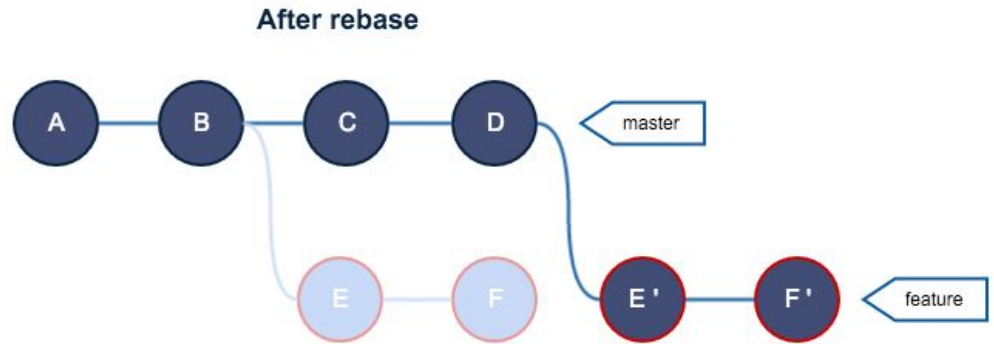 After rebase
A B C D master
E F E ' F ' feature